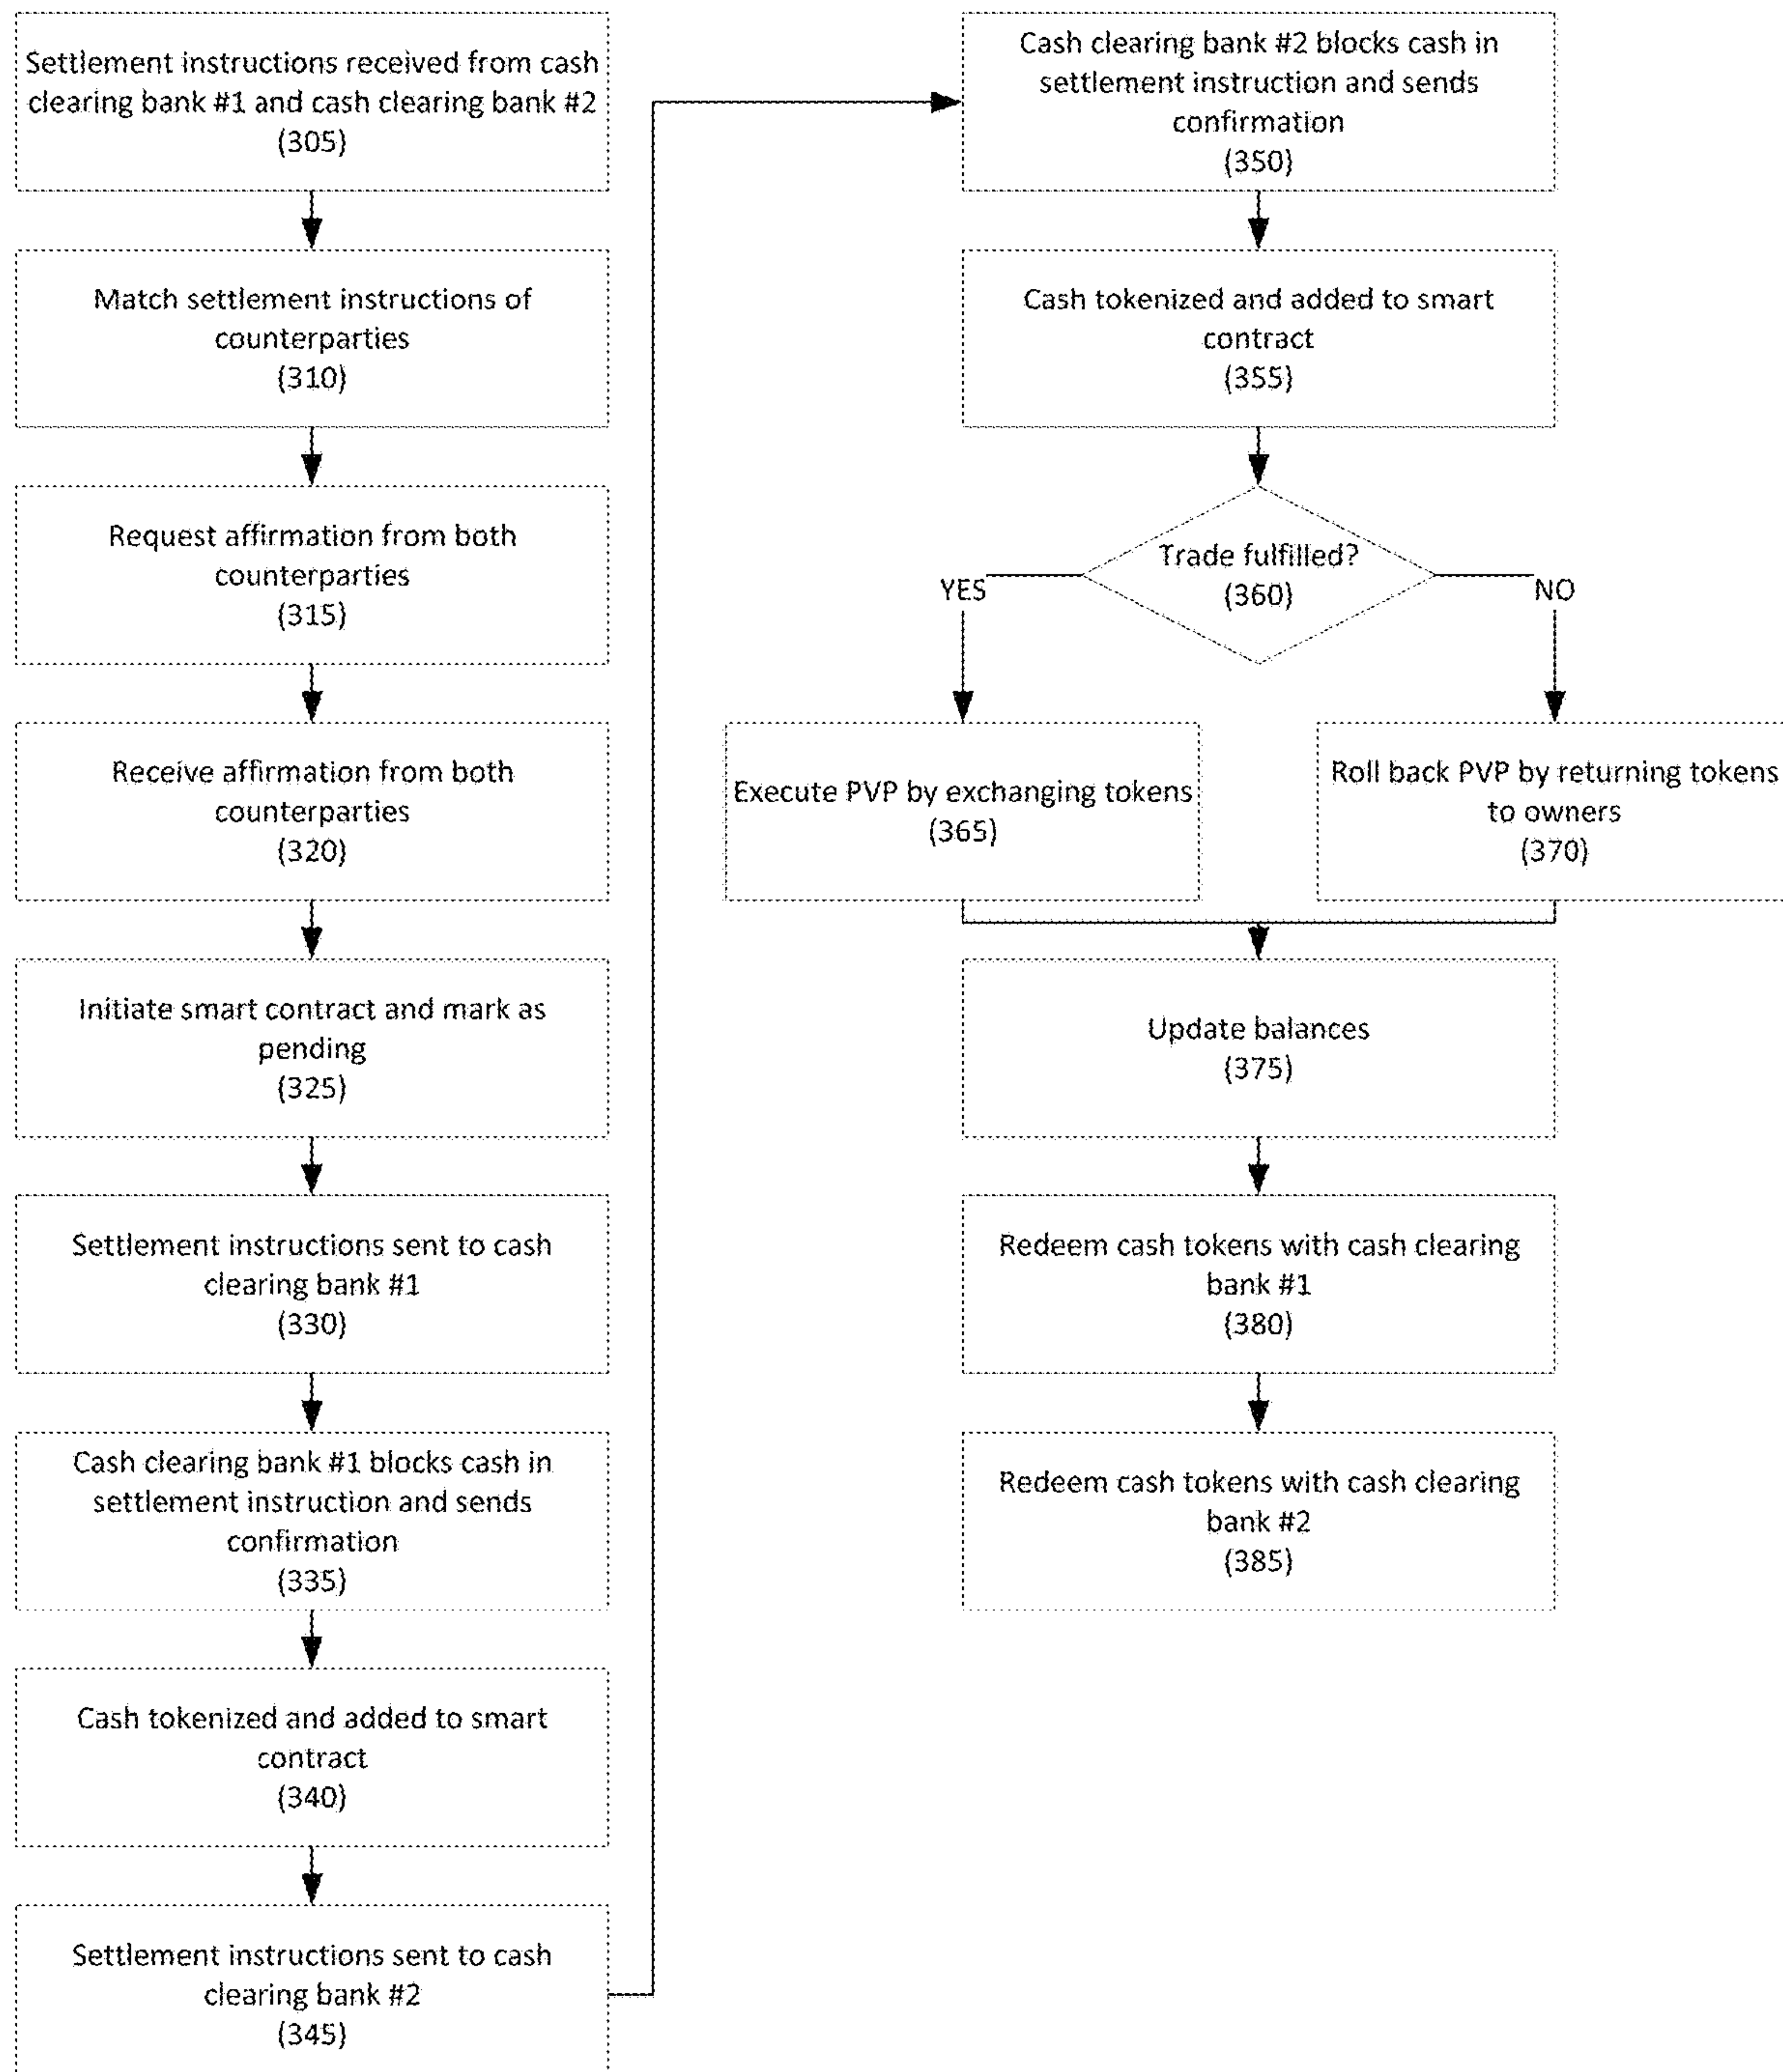 Settlement instructions received from cash
clearing bank #1 and cash clearing bank #2
(305)
Match settlement instructions of
counterparties
(310)
Request affirmation from both
counterparties
(315)
Receive affirmation from both
counterparties
(320)
Initiate smart contract and mark as
pending
(325)
Settlement instructions sent to cash
clearing bank #1
(330)
Cash clearing bank #1 blocks cash in
settlement instruction and sends
confirmation
(335)
Cash tokenized and added to smart
contract
(340)
Settlement instructions sent to cash
clearing bank #2
(345)
Cash clearing bank #2 blocks cash in
settlement instruction and sends
confirmation
(350)
Cash tokenized and added to smart
contract
(355)
Trade fulfilled?
(360)
YES
NO
Execute PVP by exchanging tokens
(365)
Roll back PVP by returning tokens
to owners
(370)
Update balances
(375)
Redeem cash tokens with cash clearing
bank #1
(380)
Redeem cash tokens with cash clearing
bank #2
(385)